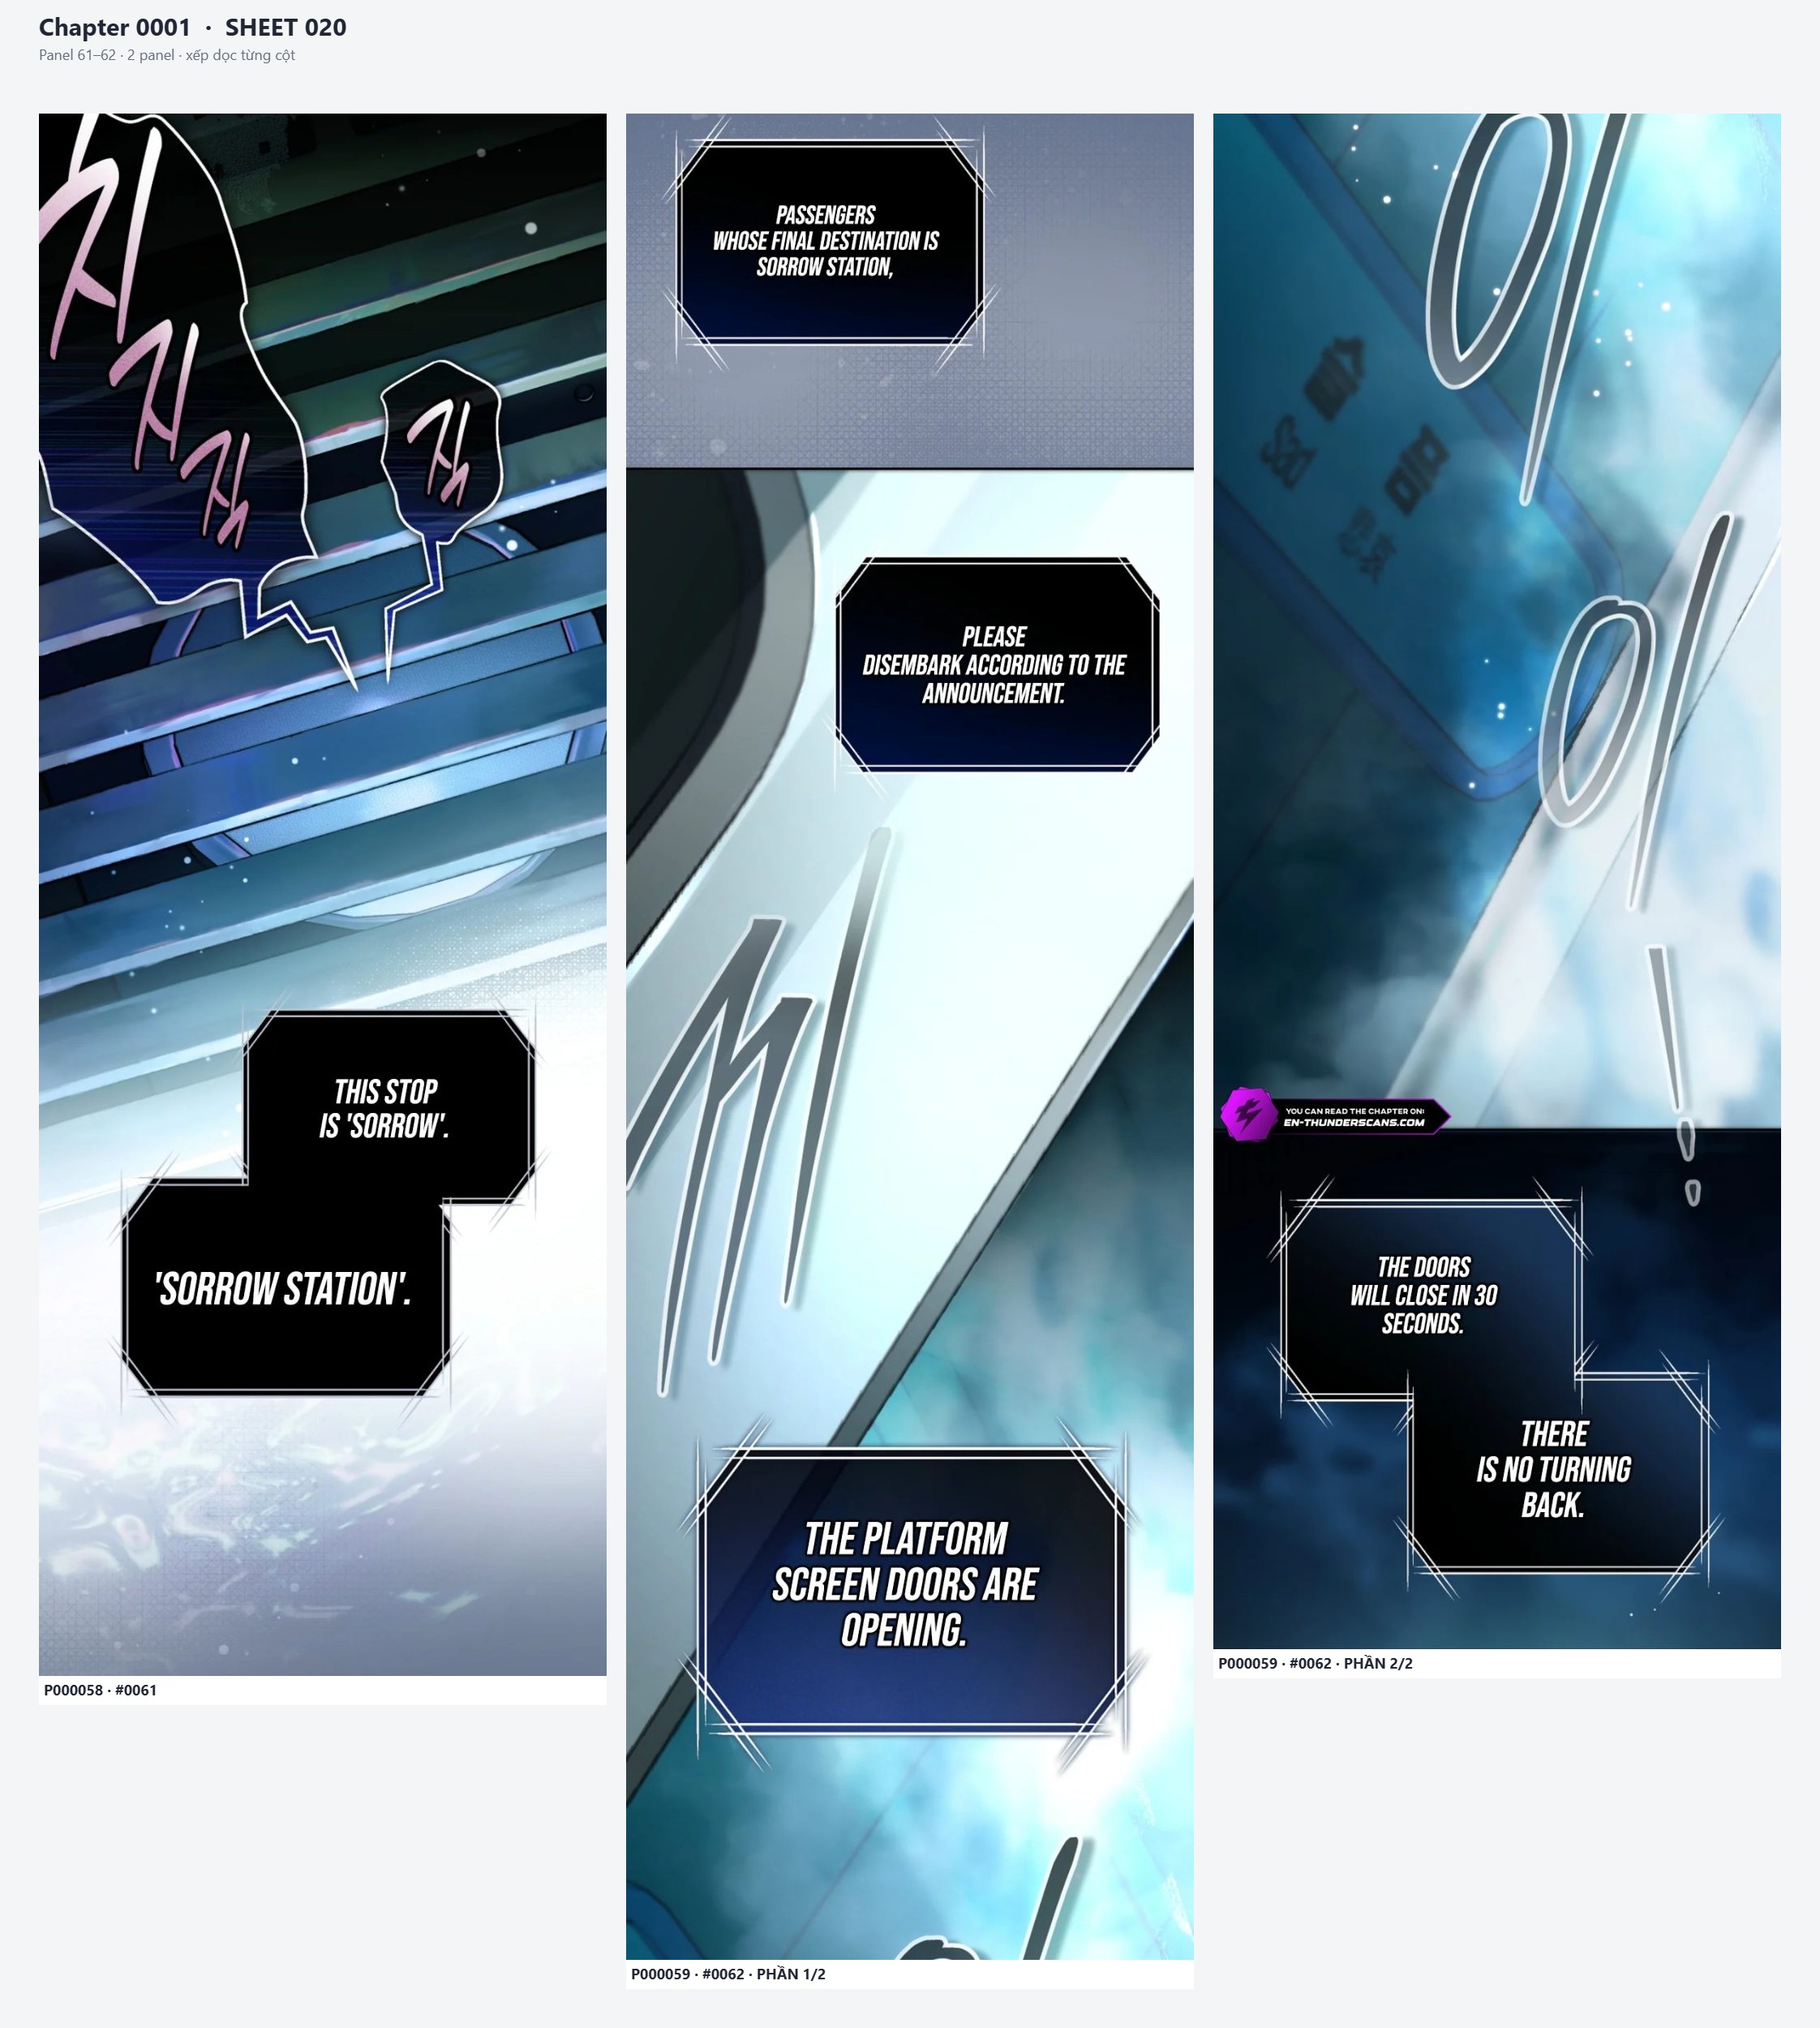 Chapter 0001 · SHEET 020
Panel 61–62 · 2 panel · xếp dọc từng cột
지
지
직
직
THIS STOP
IS 'SORROW'.
'SORROW STATION'.
P000058 · #0061
PASSENGERS
WHOSE FINAL DESTINATION IS
SORROW STATION,
PLEASE
DISEMBARK ACCORDING TO THE
ANNOUNCEMENT.
THE PLATFORM
SCREEN DOORS ARE
OPENING.
P000059 · #0062 · PHẦN 1/2
이
이
YOU CAN READ THE CHAPTER ON:
EN-THUNDERSCANS.COM
THE DOORS
WILL CLOSE IN 30
SECONDS.
THERE
IS NO TURNING
BACK.
P000059 · #0062 · PHẦN 2/2